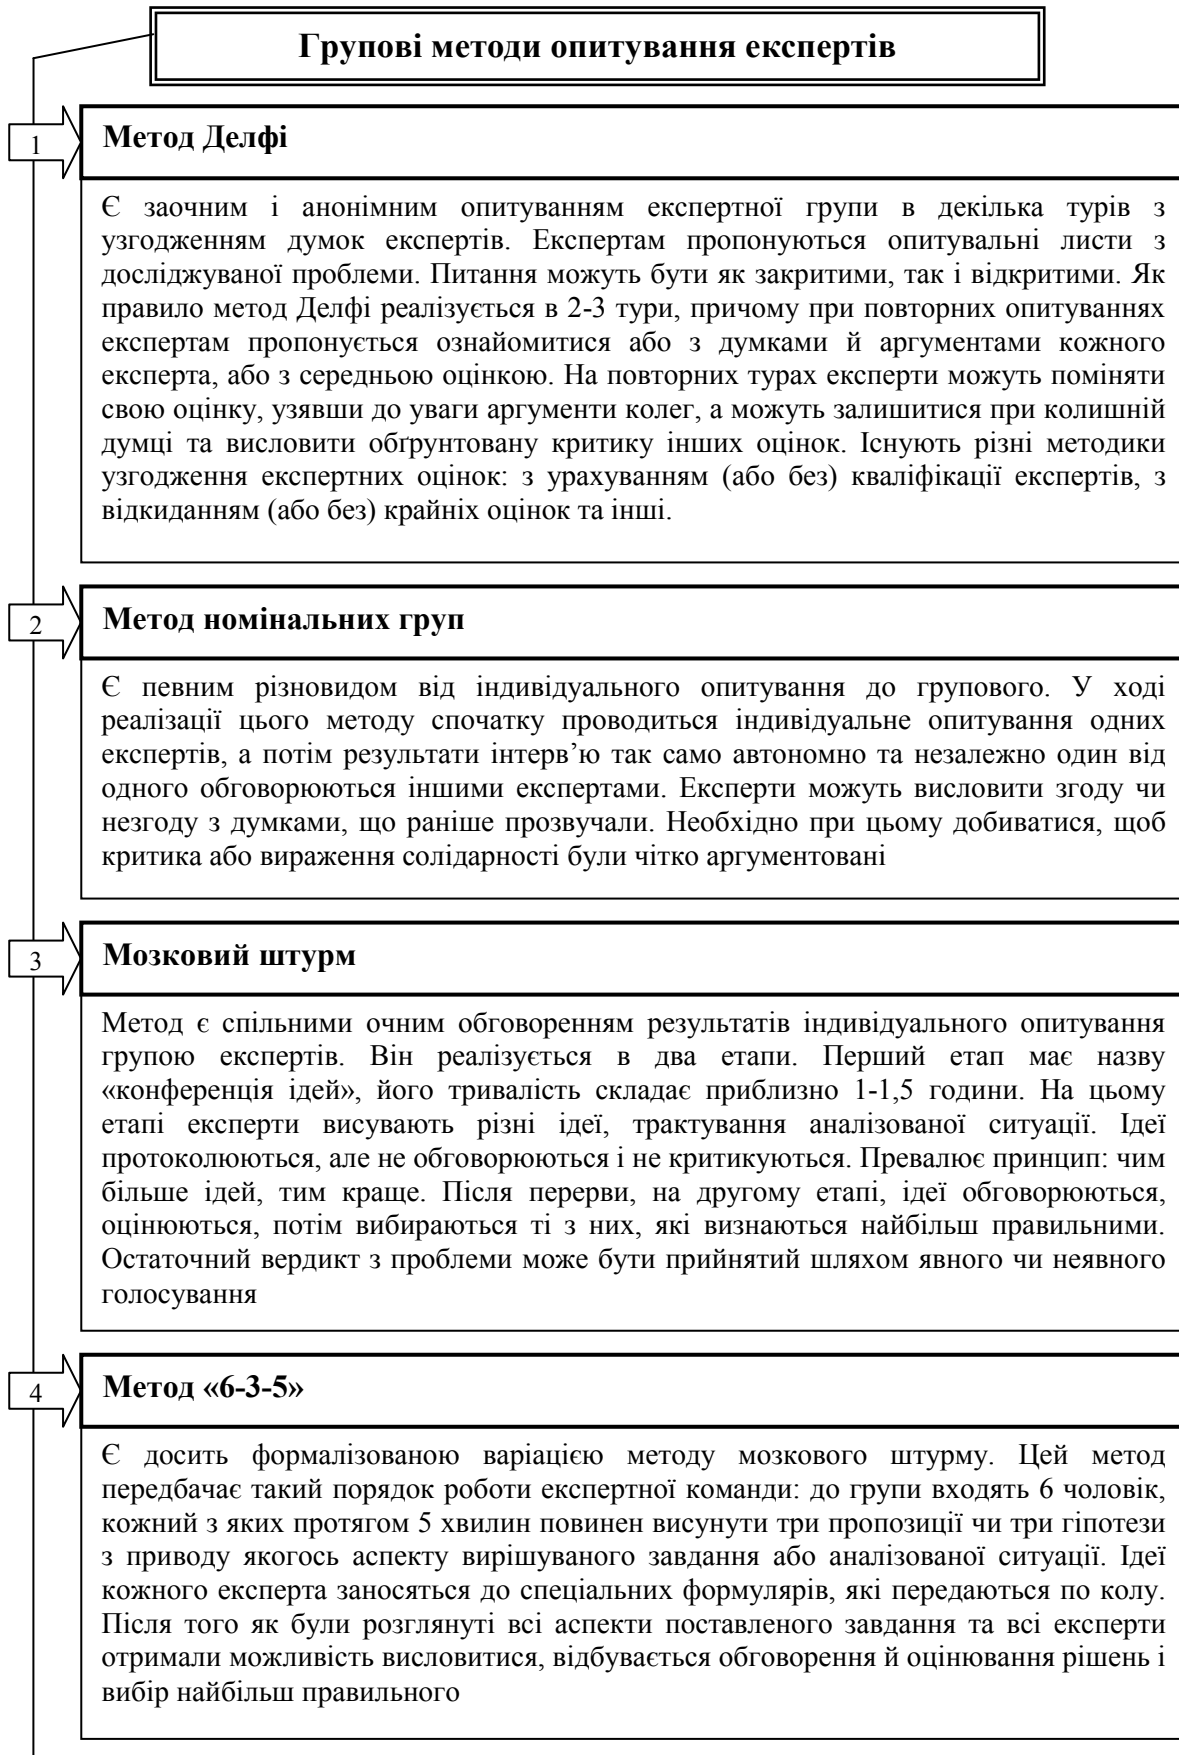 Групові методи опитування експертів
1
Метод Делфі
Є заочним і анонімним опитуванням експертної групи в декілька турів з
узгодженням думок експертів. Експертам пропонуються опитувальні листи з
досліджуваної проблеми. Питання можуть бути як закритими, так і відкритими. Як
правило метод Делфі реалізується в 2-3 тури, причому при повторних опитуваннях
експертам пропонується ознайомитися або з думками й аргументами кожного
експерта, або з середньою оцінкою. На повторних турах експерти можуть поміняти
свою оцінку, узявши до уваги аргументи колег, а можуть залишитися при колишній
думці та висловити обґрунтовану критику інших оцінок. Існують різні методики
узгодження експертних оцінок: з урахуванням (або без) кваліфікації експертів, з
відкиданням (або без) крайніх оцінок та інші.
2
Метод номінальних груп
Є певним різновидом від індивідуального опитування до групового. У ході
реалізації цього методу спочатку проводиться індивідуальне опитування одних
експертів, а потім результати інтерв’ю так само автономно та незалежно один від
одного обговорюються іншими експертами. Експерти можуть висловити згоду чи
незгоду з думками, що раніше прозвучали. Необхідно при цьому добиватися, щоб
критика або вираження солідарності були чітко аргументовані
3
Мозковий штурм
Метод є спільними очним обговоренням результатів індивідуального опитування
групою експертів. Він реалізується в два етапи. Перший етап має назву
«конференція ідей», його тривалість складає приблизно 1-1,5 години. На цьому
етапі експерти висувають різні ідеї, трактування аналізованої ситуації. Ідеї
протоколюються, але не обговорюються і не критикуються. Превалює принцип: чим
більше ідей, тим краще. Після перерви, на другому етапі, ідеї обговорюються,
оцінюються, потім вибираються ті з них, які визнаються найбільш правильними.
Остаточний вердикт з проблеми може бути прийнятий шляхом явного чи неявного
голосування
4
Метод «6-3-5»
Є досить формалізованою варіацією методу мозкового штурму. Цей метод
передбачає такий порядок роботи експертної команди: до групи входять 6 чоловік,
кожний з яких протягом 5 хвилин повинен висунути три пропозиції чи три гіпотези
з приводу якогось аспекту вирішуваного завдання або аналізованої ситуації. Ідеї
кожного експерта заносяться до спеціальних формулярів, які передаються по колу.
Після того як були розглянуті всі аспекти поставленого завдання та всі експерти
отримали можливість висловитися, відбувається обговорення й оцінювання рішень і
вибір найбільш правильного